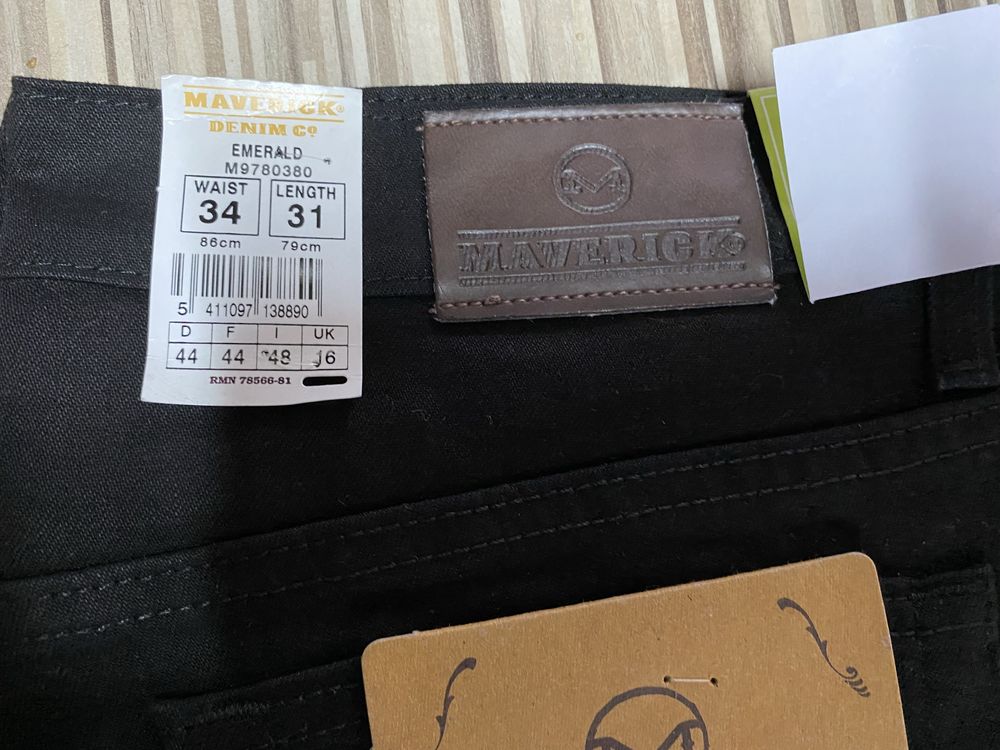 MAVERICK®
DENIM Cº
EMERALD
M9780380
WAIST LENGTH
34 31
86cm 79cm
5 411097 138890
D F I UK
44 44 48 16
RMN 78566-81
MAVERICK®